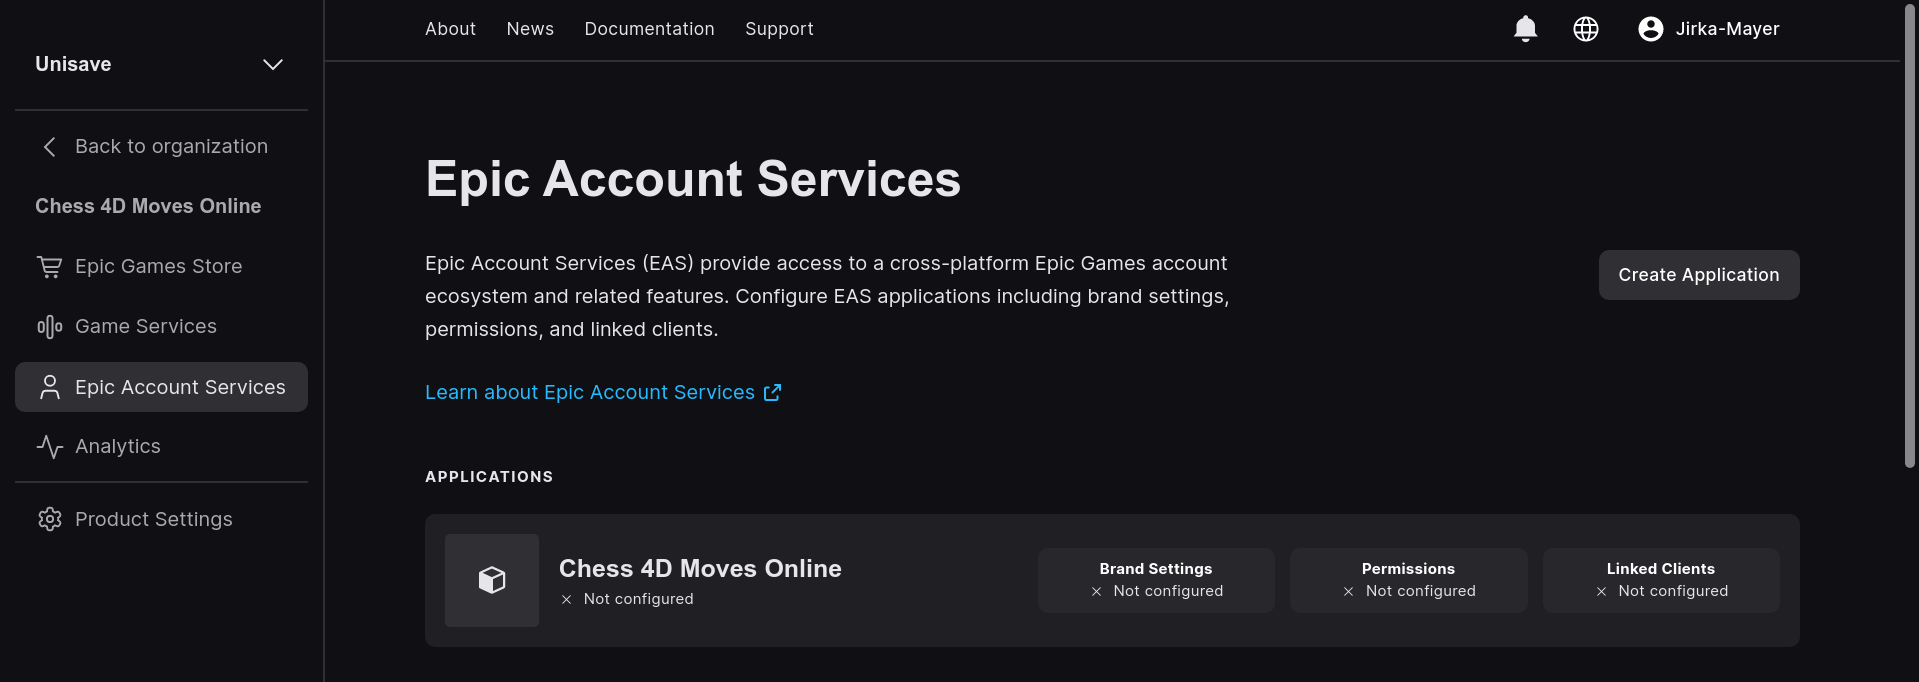 Unisave
Back to organization
Chess 4D Moves Online
Epic Games Store
Game Services
Epic Account Services
Analytics
Product Settings
About News Documentation Support Jirka-Mayer
Epic Account Services
Epic Account Services (EAS) provide access to a cross-platform Epic Games account
ecosystem and related features. Configure EAS applications including brand settings,
permissions, and linked clients.
Create Application
Learn about Epic Account Services
APPLICATIONS
Chess 4D Moves Online
Not configured
Brand Settings
Not configured
Permissions
Not configured
Linked Clients
Not configured